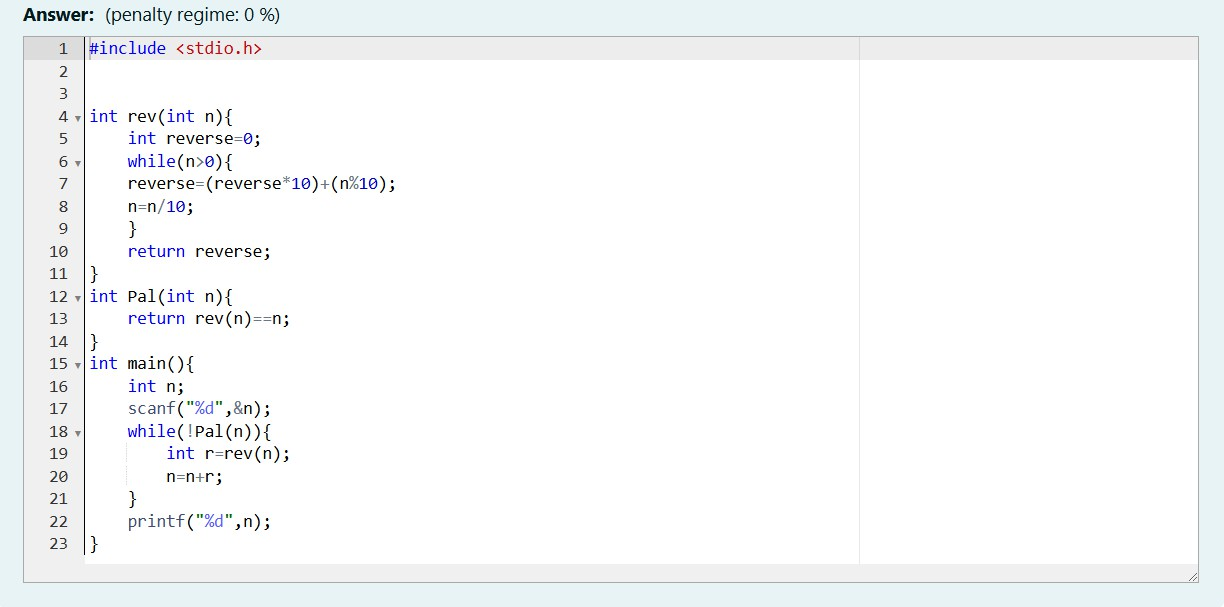 Answer: (penalty regime: 0 %)
1 #include <stdio.h>
2
3
4 int rev(int n){
5     int reverse=0;
6     while(n>0){
7     reverse=(reverse*10)+(n%10);
8     n=n/10;
9     }
10     return reverse;
11 }
12 int Pal(int n){
13     return rev(n)==n;
14 }
15 int main(){
16     int n;
17     scanf("%d",&n);
18     while(!Pal(n)){
19         int r=rev(n);
20         n=n+r;
21     }
22     printf("%d",n);
23 }